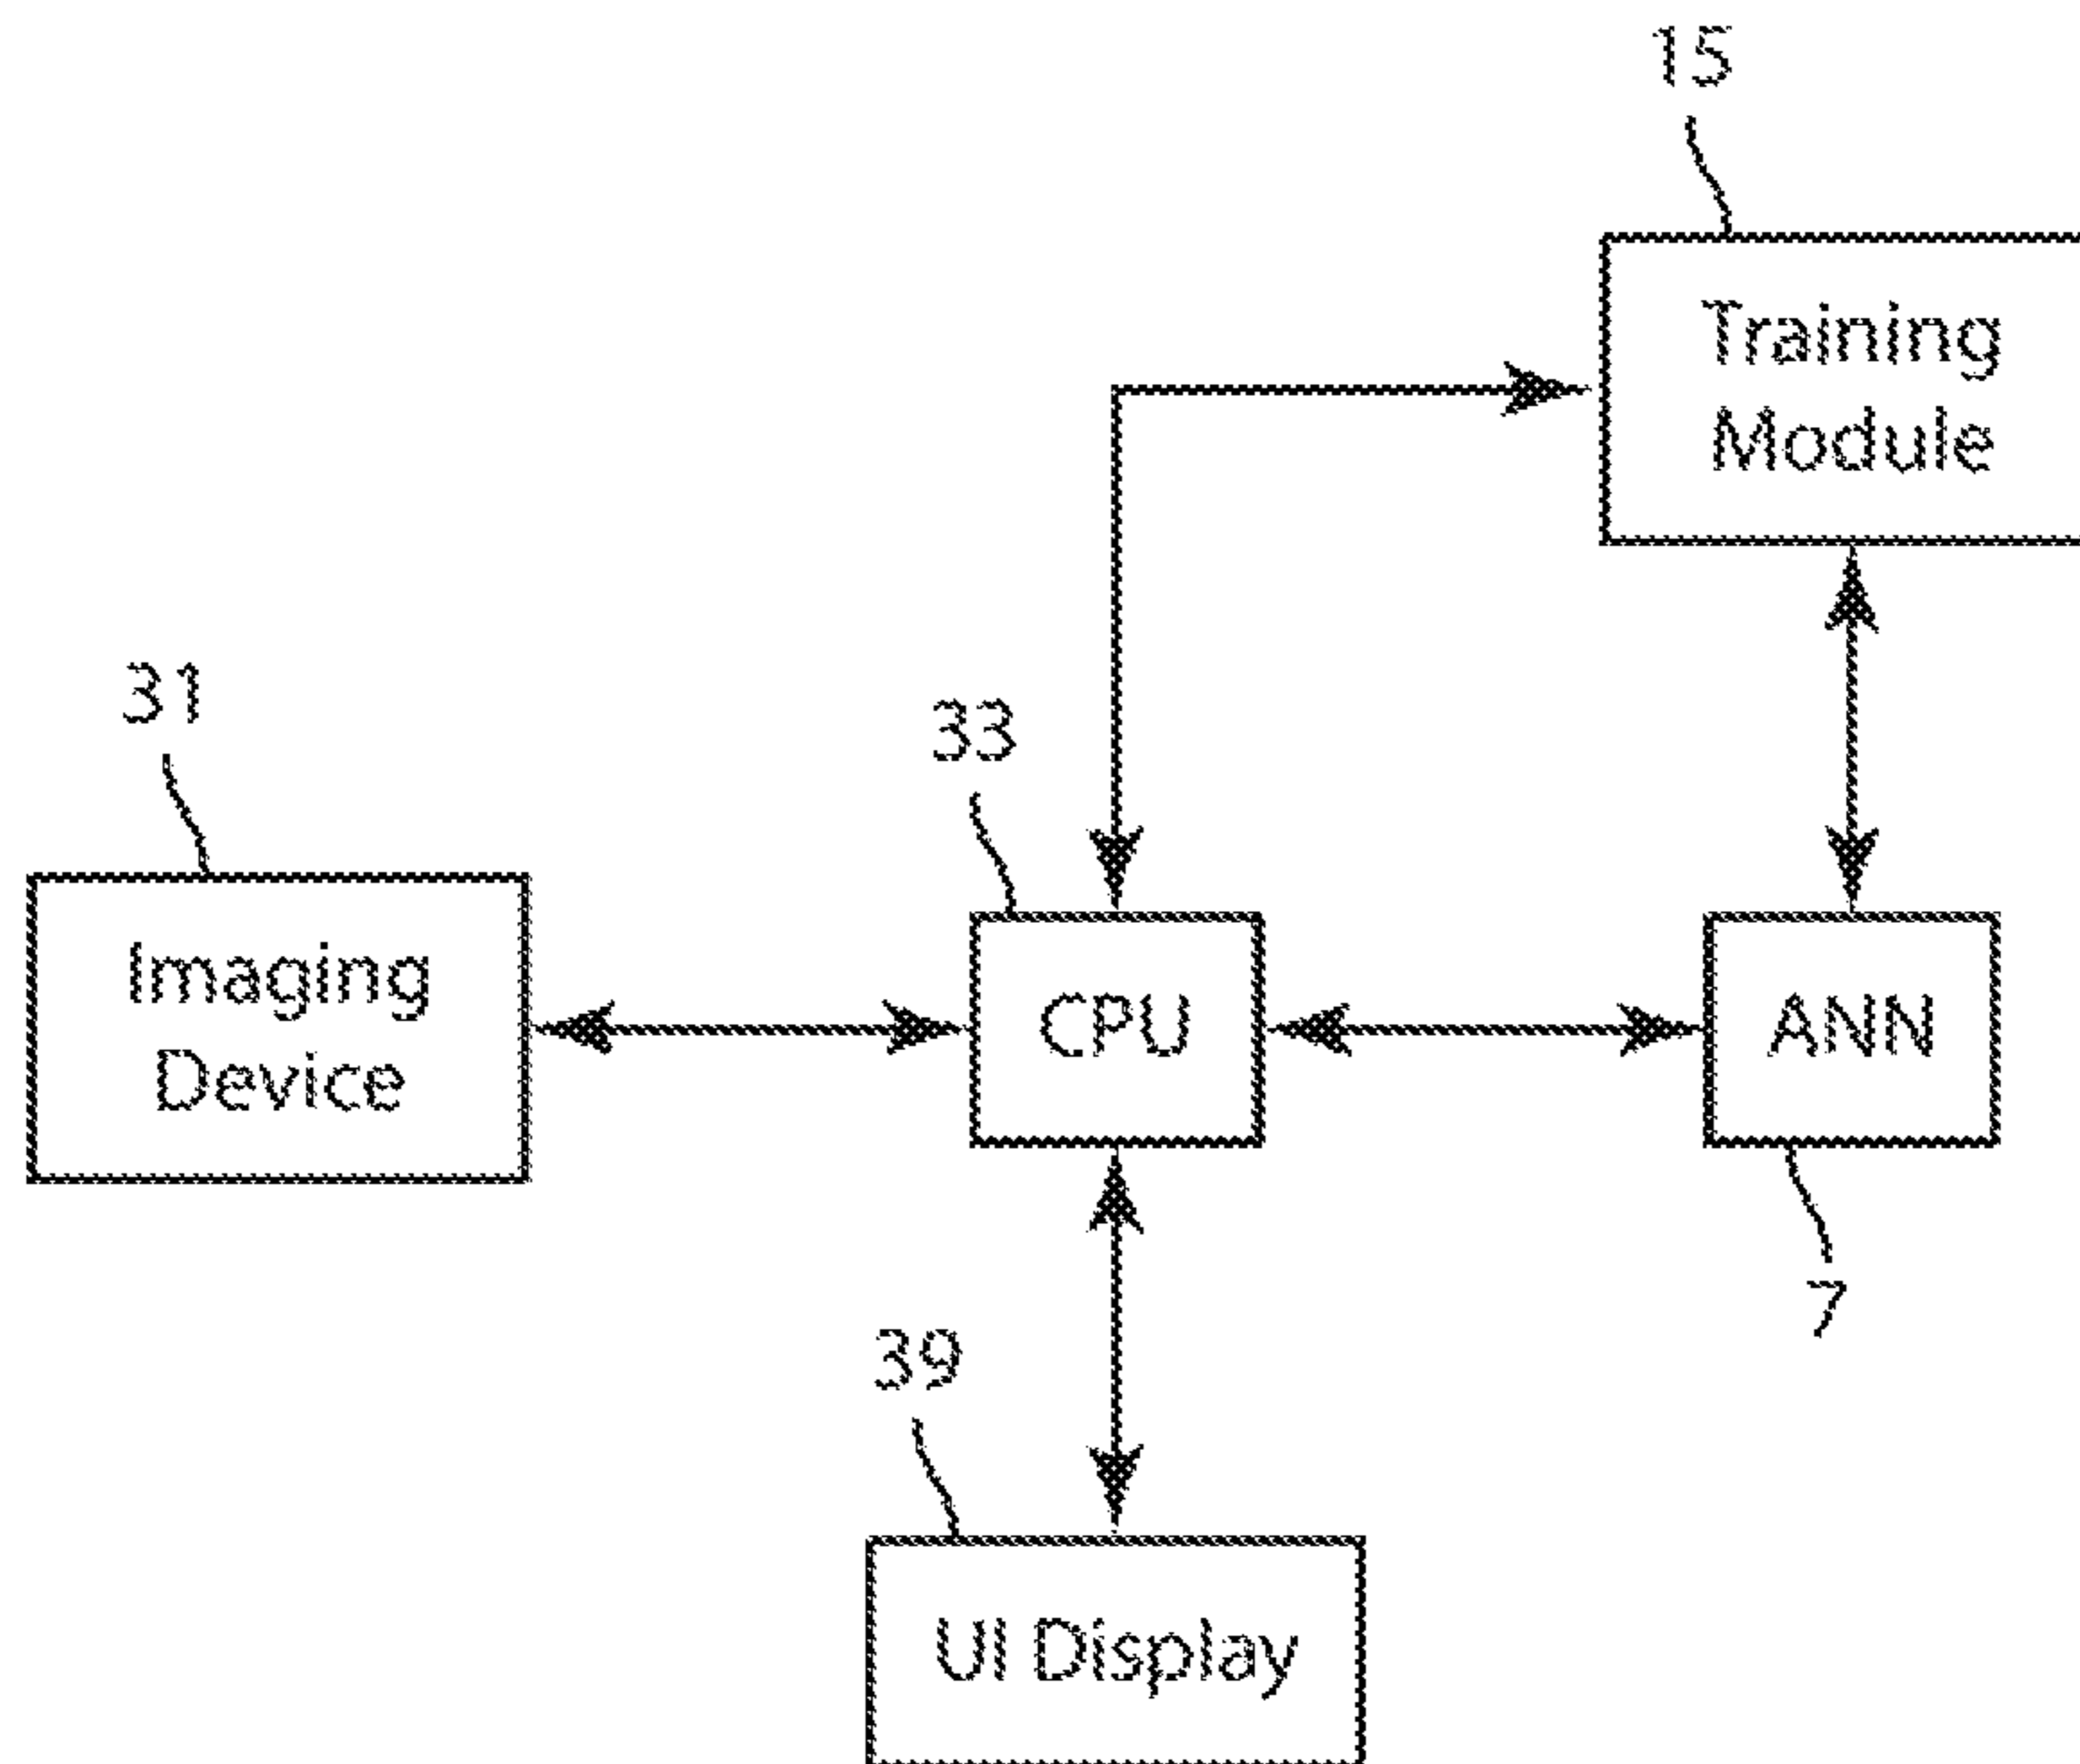 15
Training
Module
31
33
Imaging
Device
CPU
ANN
7
39
UI Display